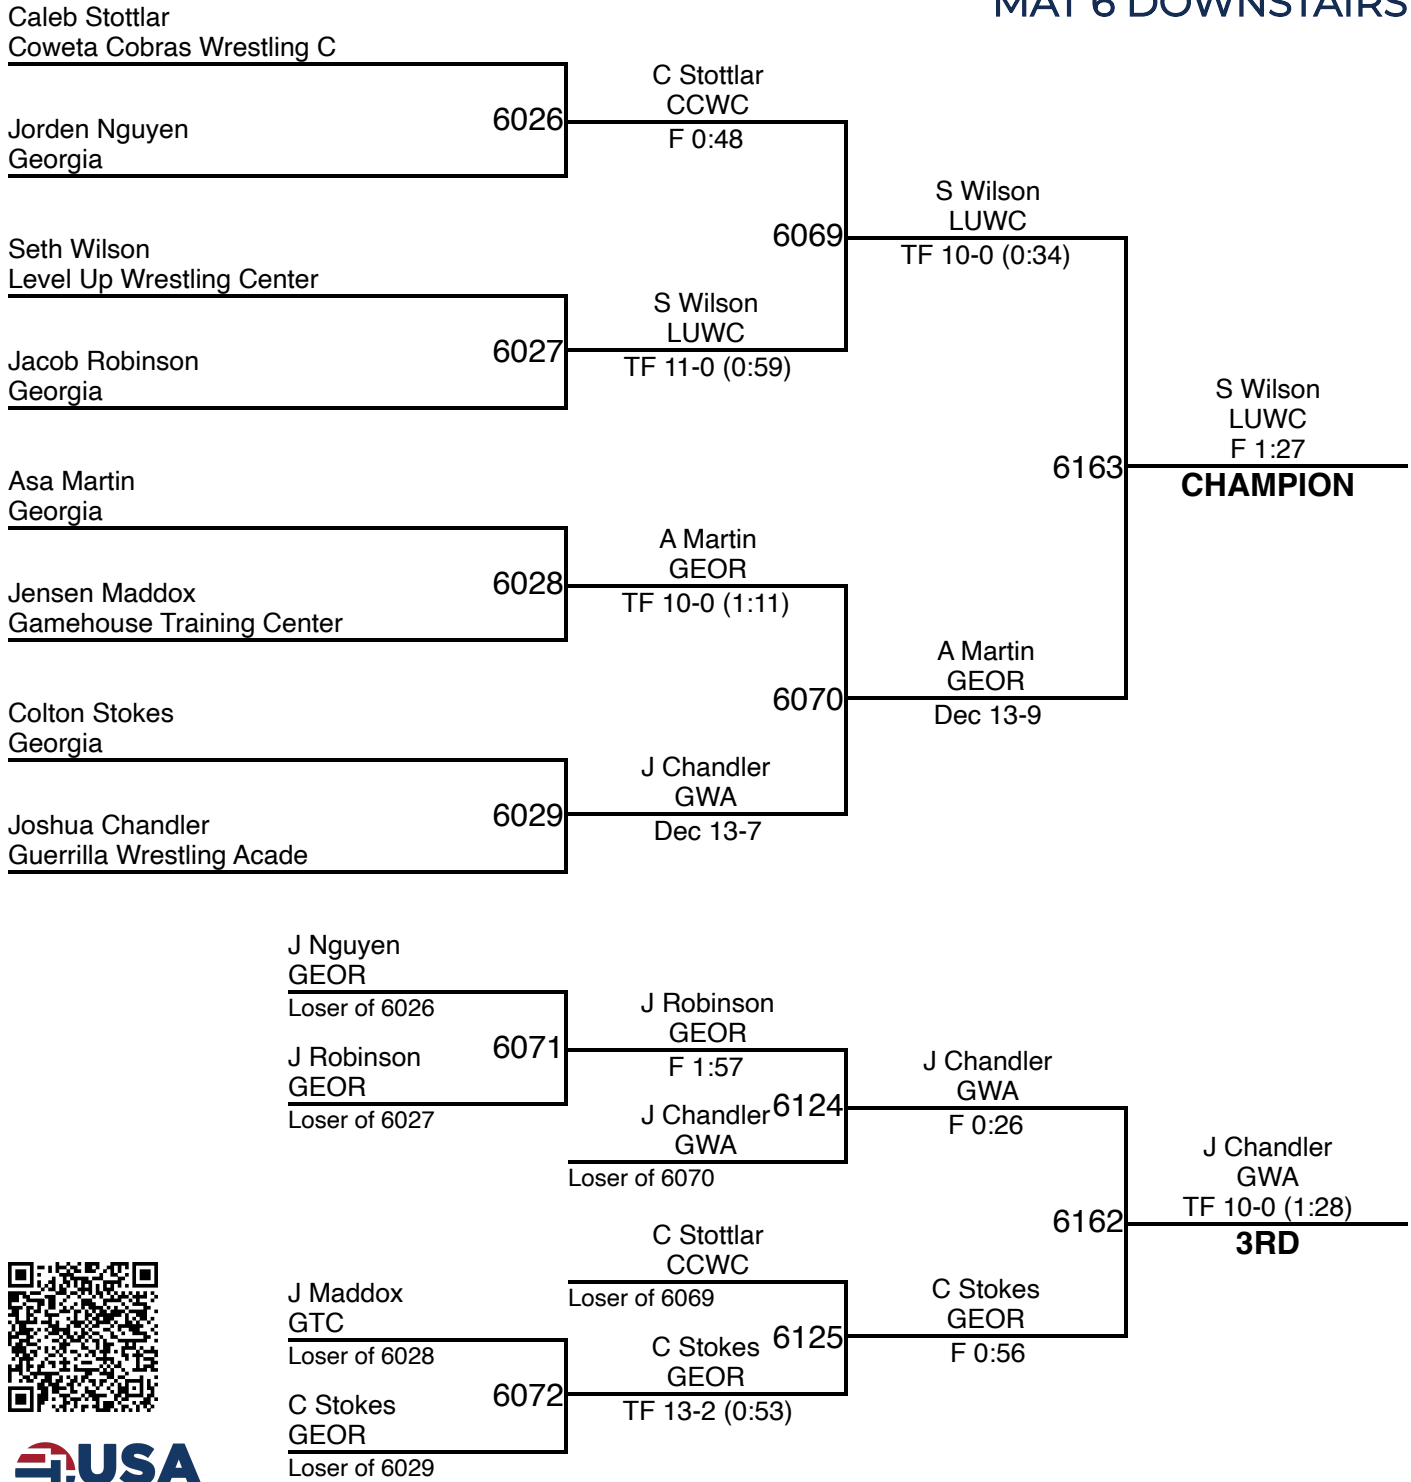 MAT 6 DOWNSTAIRS
Caleb Stottlar
Coweta Cobras Wrestling C
6026
Jorden Nguyen
Georgia
C Stottlar
CCWC
F 0:48
6069
Seth Wilson
Level Up Wrestling Center
6027
Jacob Robinson
Georgia
S Wilson
LUWC
TF 11-0 (0:59)
S Wilson
LUWC
TF 10-0 (0:34)
6163
S Wilson
LUWC
F 1:27
CHAMPION
Asa Martin
Georgia
6028
Jensen Maddox
Gamehouse Training Center
A Martin
GEOR
TF 10-0 (1:11)
6070
Colton Stokes
Georgia
6029
Joshua Chandler
Guerrilla Wrestling Acade
J Chandler
GWA
Dec 13-7
A Martin
GEOR
Dec 13-9
J Nguyen
GEOR
Loser of 6026
6071
J Robinson
GEOR
Loser of 6027
J Robinson
GEOR
F 1:57
6124
J Chandler
GWA
Loser of 6070
J Chandler
GWA
F 0:26
6162
J Chandler
GWA
TF 10-0 (1:28)
3RD
C Stottlar
CCWC
Loser of 6069
6125
J Maddox
GTC
Loser of 6028
6072
C Stokes
GEOR
Loser of 6029
C Stokes
GEOR
TF 13-2 (0:53)
C Stokes
GEOR
F 0:56
USA